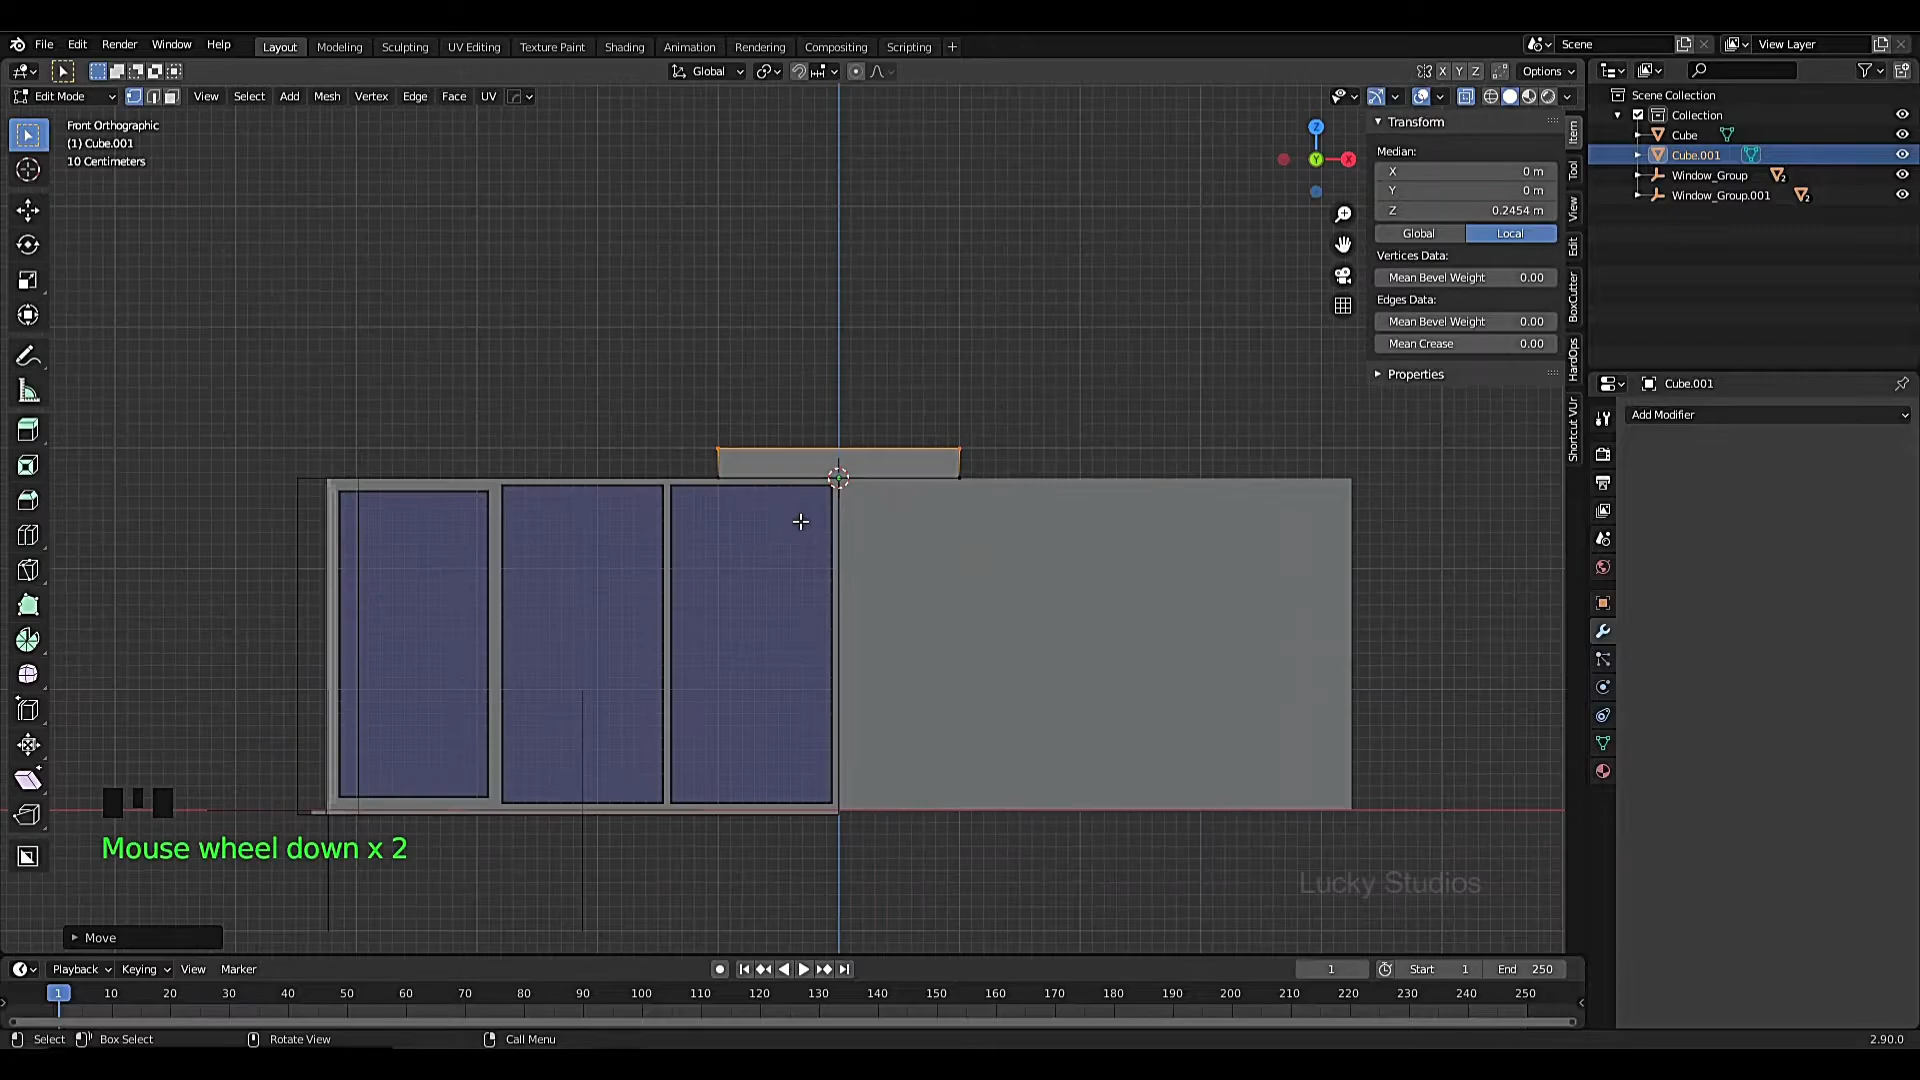 File Edit Render Window Help Layout Modeling Sculpting UV Editing Texture Paint Shading Animation Rendering Compositing Scripting + Scene View Layer
Global X Y Z Options
Edit Mode View Select Add Mesh Vertex Edge Face UV
Front Orthographic
(1) Cube.001
10 Centimeters
Z
Y
X
Transform
Median:
X 0 m
Y 0 m
Z 0.2454 m
Global Local
Vertices Data:
Mean Bevel Weight 0.00
Edges Data:
Mean Bevel Weight 0.00
Mean Crease 0.00
Properties
Item
Tool
View
Edit
BoxCutter
HardOps
Shortcut VUr
Scene Collection
Collection
Cube
Cube.001
Window_Group 2
Window_Group.001 2
Cube.001
Add Modifier
Mouse wheel down x 2
Lucky Studios
Move
Playback Keying View Marker 1 Start 1 End 250
1 10 20 30 40 50 60 70 80 90 100 110 120 130 140 150 160 170 180 190 200 210 220 230 240 250
Select Box Select Rotate View Call Menu 2.90.0